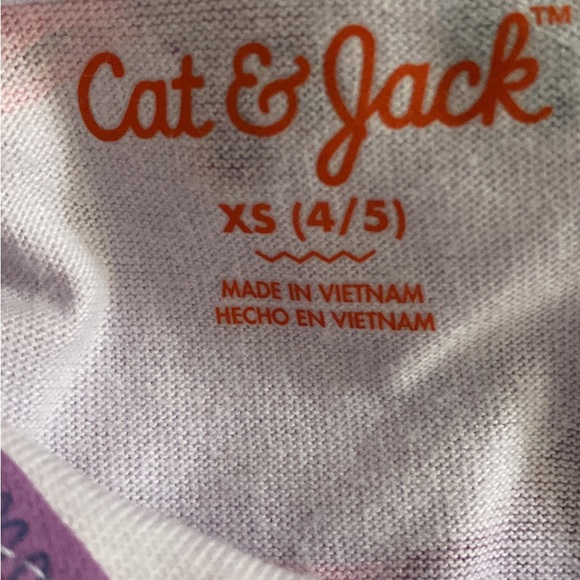 Cat & Jack™
XS (4/5)
MADE IN VIETNAM
HECHO EN VIETNAM